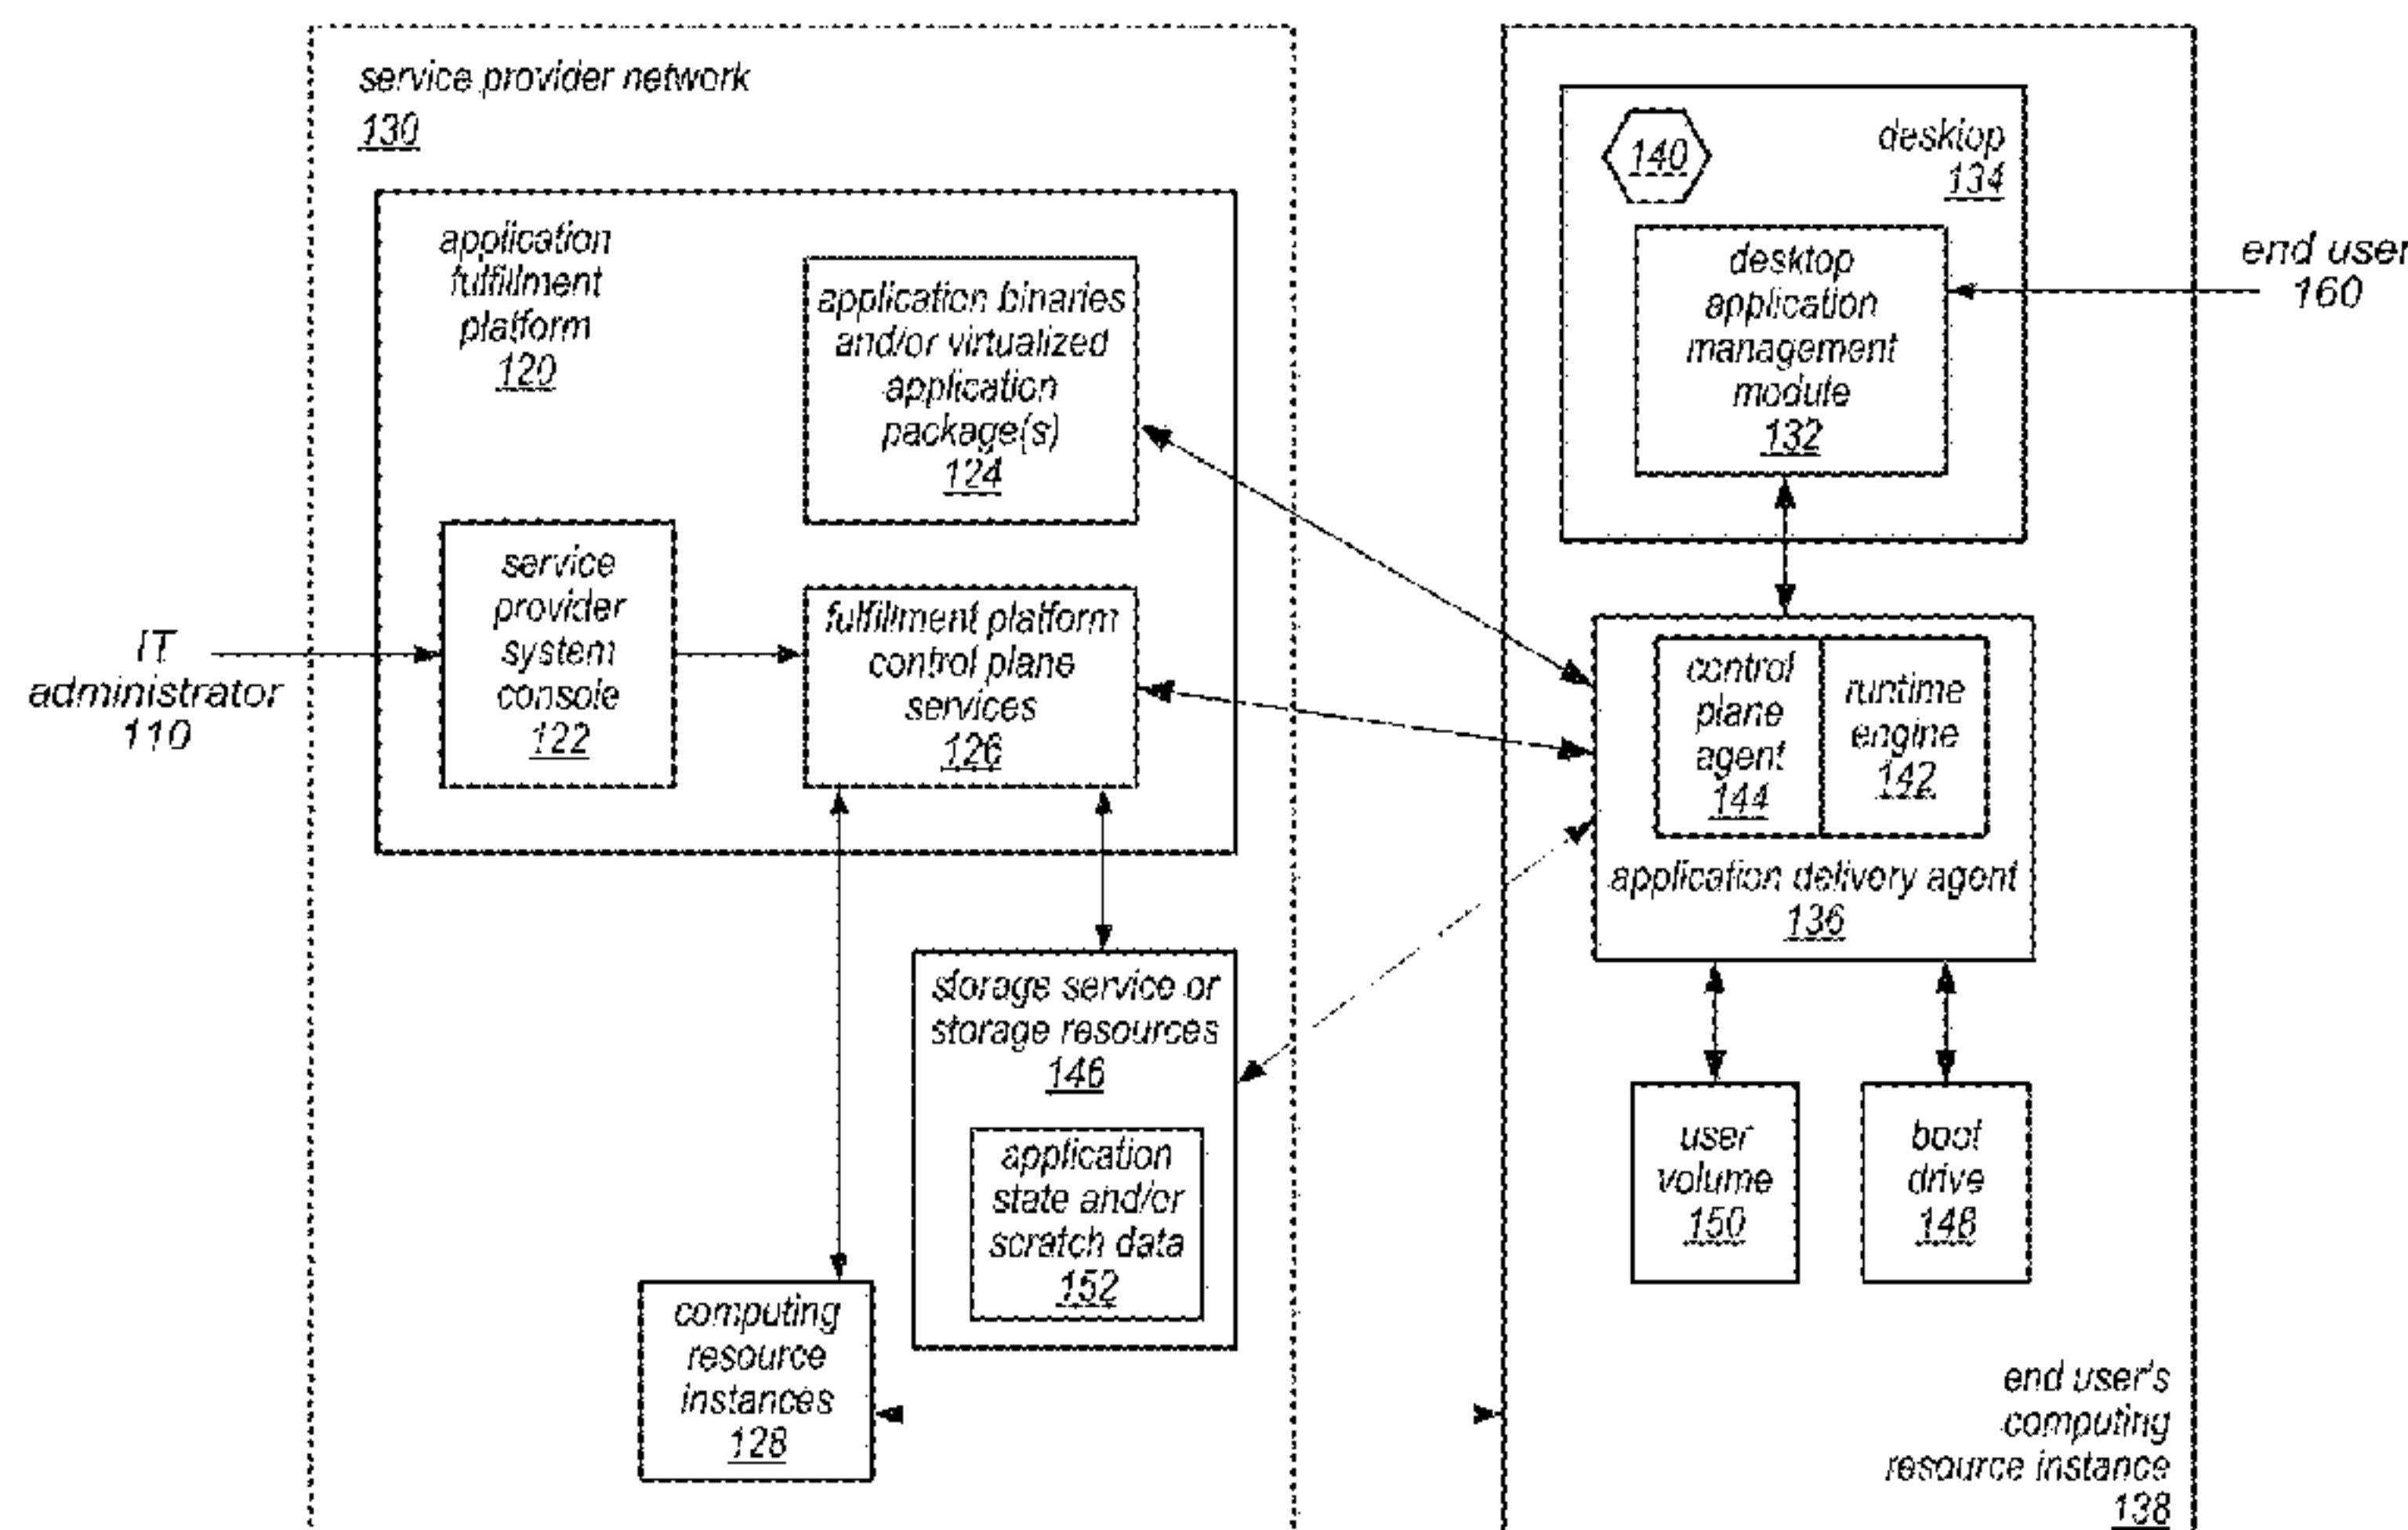 service provider network
130
application
fulfillment
platform
120
application binaries
and/or virtualized
application
package(s)
124
service
provider
system
console
122
fulfillment platform
control plane
services
126
IT
administrator
110
storage service or
storage resources
146
application
state and/or
scratch data
152
computing
resource
instances
128
140
desktop
134
desktop
application
management
module
132
end user
160
control
plane
agent
144
runtime
engine
142
application delivery agent
136
user
volume
150
boot
drive
148
end user's
computing
resource instance
138